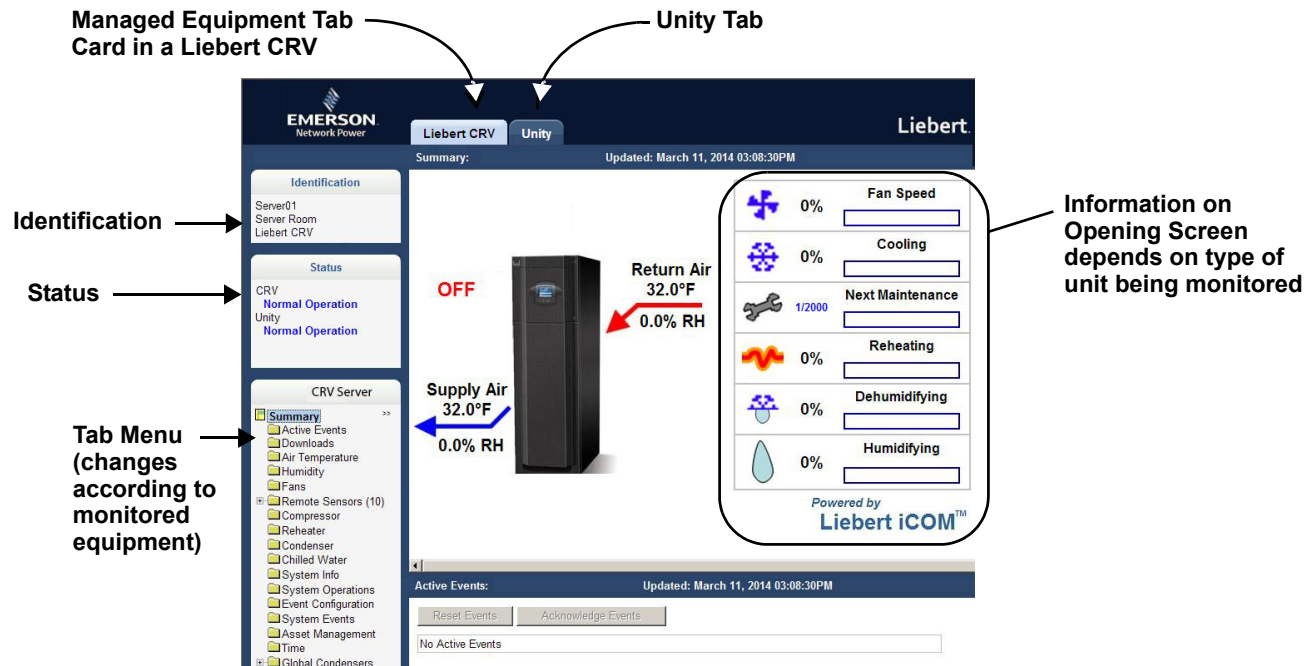 Managed Equipment Tab
Card in a Liebert CRV
Unity Tab
EMERSON.
Network Power
Liebert CRV
Unity
Liebert.
Summary:
Updated: March 11, 2014 03:08:30PM
Identification
Identification
Server01
Server Room
Liebert CRV
Status
Status
CRV
Normal Operation
Unity
Normal Operation
Tab Menu
(changes
according to
monitored
equipment)
CRV Server
Summary >>
Active Events
Downloads
Air Temperature
Humidity
Fans
Remote Sensors (10)
Compressor
Reheater
Condenser
Chilled Water
System Info
System Operations
Event Configuration
System Events
Asset Management
Time
Global Condensers
OFF
Return Air
32.0°F
0.0% RH
Supply Air
32.0°F
0.0% RH
0% Fan Speed
0% Cooling
1/2000 Next Maintenance
0% Reheating
0% Dehumidifying
0% Humidifying
Powered by
Liebert iCOM™
Information on
Opening Screen
depends on type of
unit being monitored
Active Events:
Updated: March 11, 2014 03:08:30PM
Reset Events
Acknowledge Events
No Active Events